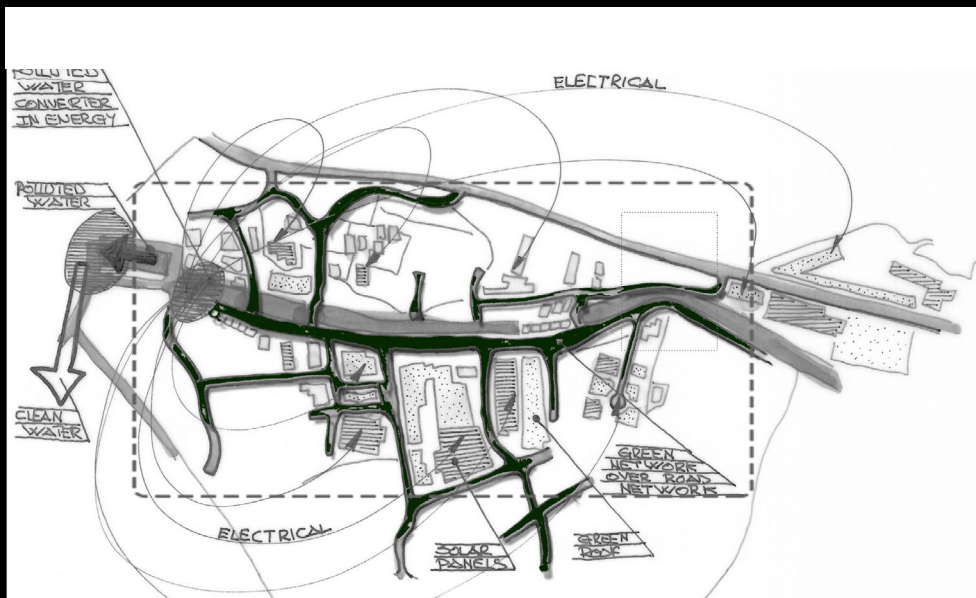 POLLUTED
WATER
CONVERTER
IN ENERGY
ELECTRICAL
POLLUTED
WATER
CLEAN
WATER
ELECTRICAL
GREEN
NETWORK
OVER ROAD
NETWORK
SOLAR
PANELS
GREEN
ROOF